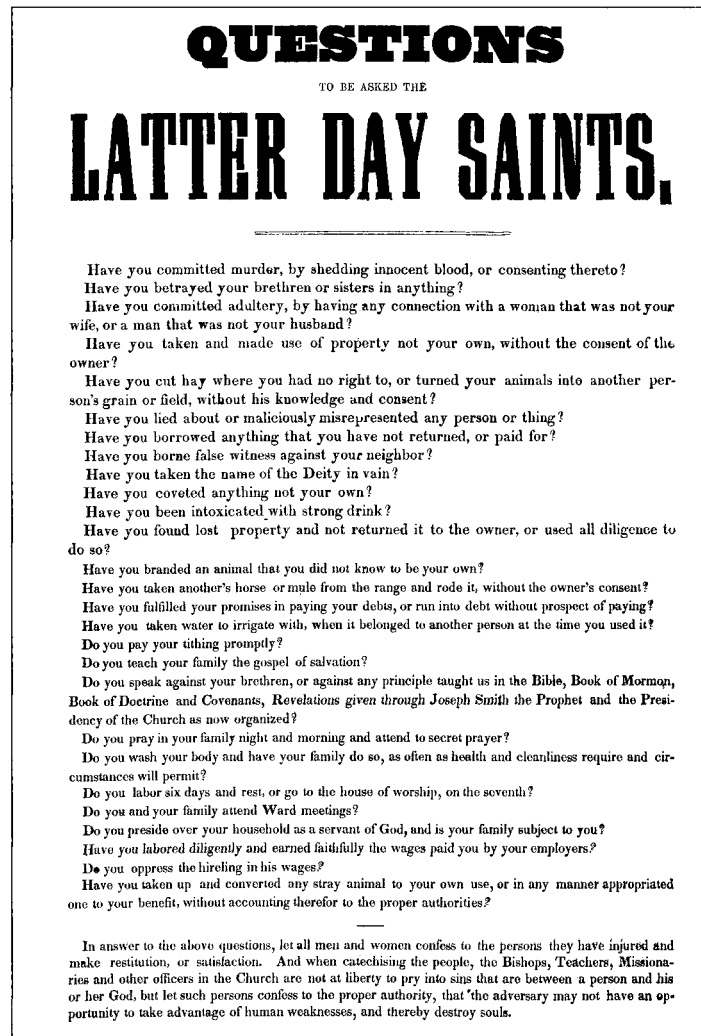 QUESTIONS
TO BE ASKED THE
LATTER DAY SAINTS.
Have you committed murder, by shedding innocent blood, or consenting thereto?
Have you betrayed your brethren or sisters in anything?
Have you committed adultery, by having any connection with a woman that was not your
wife, or a man that was not your husband?
Have you taken and made use of property not your own, without the consent of the
owner?
Have you cut hay where you had no right to, or turned your animals into another per-
son's grain or field, without his knowledge and consent?
Have you lied about or maliciously misrepresented any person or thing?
Have you borrowed anything that you have not returned, or paid for?
Have you borne false witness against your neighbor?
Have you taken the name of the Deity in vain?
Have you coveted anything not your own?
Have you been intoxicated with strong drink?
Have you found lost property and not returned it to the owner, or used all diligence to
do so?
Have you branded an animal that you did not know to be your own?
Have you taken another's horse or mule from the range and rode it, without the owner's consent?
Have you fulfilled your promises in paying your debts, or run into debt without prospect of paying?
Have you taken water to irrigate with, when it belonged to another person at the time you used it?
Do you pay your tithing promptly?
Do you teach your family the gospel of salvation?
Do you speak against your brethren, or against any principle taught us in the Bible, Book of Mormon,
Book of Doctrine and Covenants, Revelations given through Joseph Smith the Prophet and the Presi-
dency of the Church as now organized?
Do you pray in your family night and morning and attend to secret prayer?
Do you wash your body and have your family do so, as often as health and cleanliness require and cir-
cumstances will permit?
Do you labor six days and rest, or go to the house of worship, on the seventh?
Do you and your family attend Ward meetings?
Do you preside over your household as a servant of God, and is your family subject to you?
Have you labored diligently and earned faithfully the wages paid you by your employers?
Do you oppress the hireling in his wages?
Have you taken up and converted any stray animal to your own use, or in any manner appropriated
one to your benefit, without accounting therefor to the proper authorities?
In answer to the above questions, let all men and women confess to the persons they have injured and
make restitution, or satisfaction. And when catechising the people, the Bishops, Teachers, Missiona-
ries and other officers in the Church are not at liberty to pry into sins that are between a person and his
or her God, but let such persons confess to the proper authority, that the adversary may not have an op-
portunity to take advantage of human weaknesses, and thereby destroy souls.